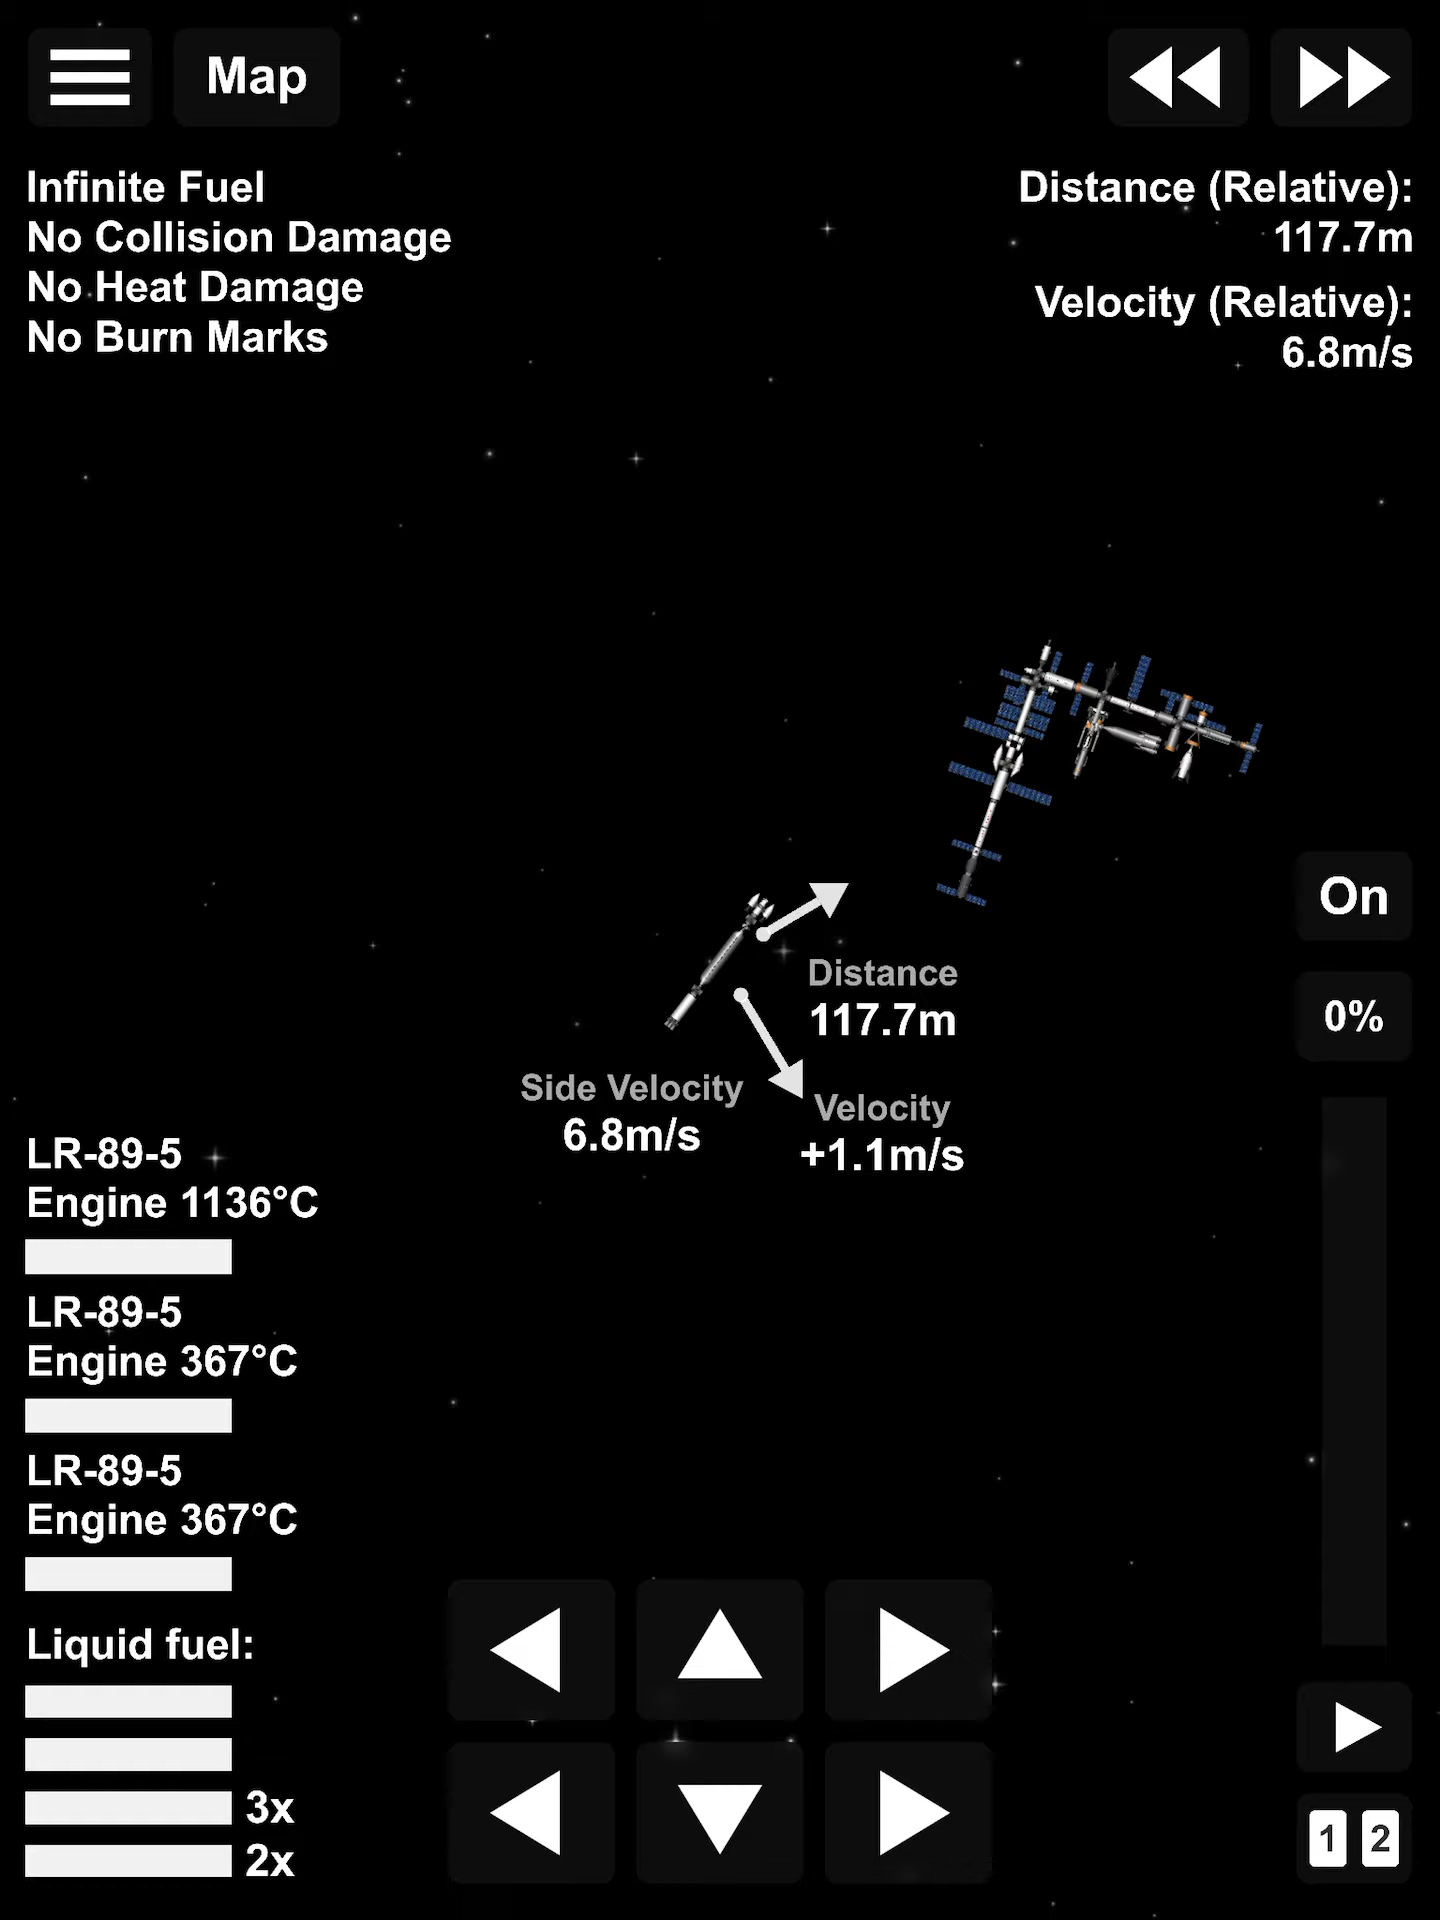 Map
Infinite Fuel
No Collision Damage
No Heat Damage
No Burn Marks
Distance (Relative):
117.7m
Velocity (Relative):
6.8m/s
On
0%
Distance
117.7m
Side Velocity
6.8m/s
Velocity
+1.1m/s
LR-89-5
Engine 1136°C
LR-89-5
Engine 367°C
LR-89-5
Engine 367°C
Liquid fuel:
3x
2x
1 2